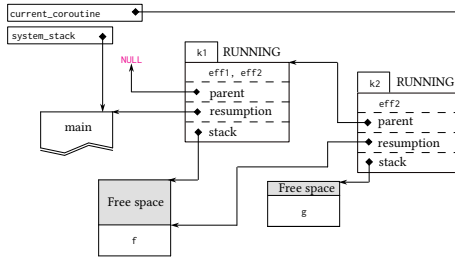 current_coroutine
system_stack
k1 RUNNING
NULL
eff1, eff2
k2 RUNNING
parent
eff2
resumption
parent
main
stack
resumption
stack
Free space
Free space
g
f